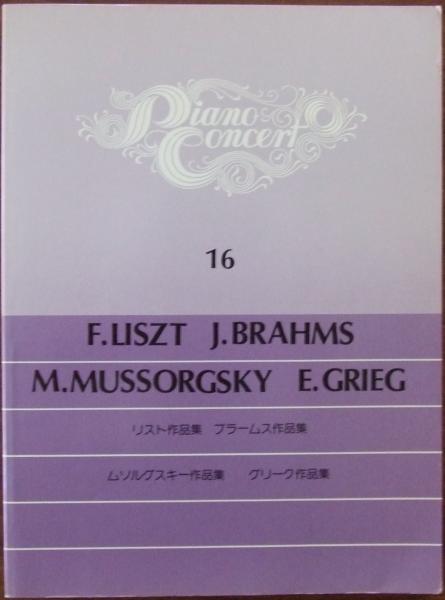 Piano
Concert
16
F.LISZT J.BRAHMS
M.MUSSORGSKY E.GRIEG
リスト作品集 ブラームス作品集
ムソルグスキー作品集 グリーク作品集